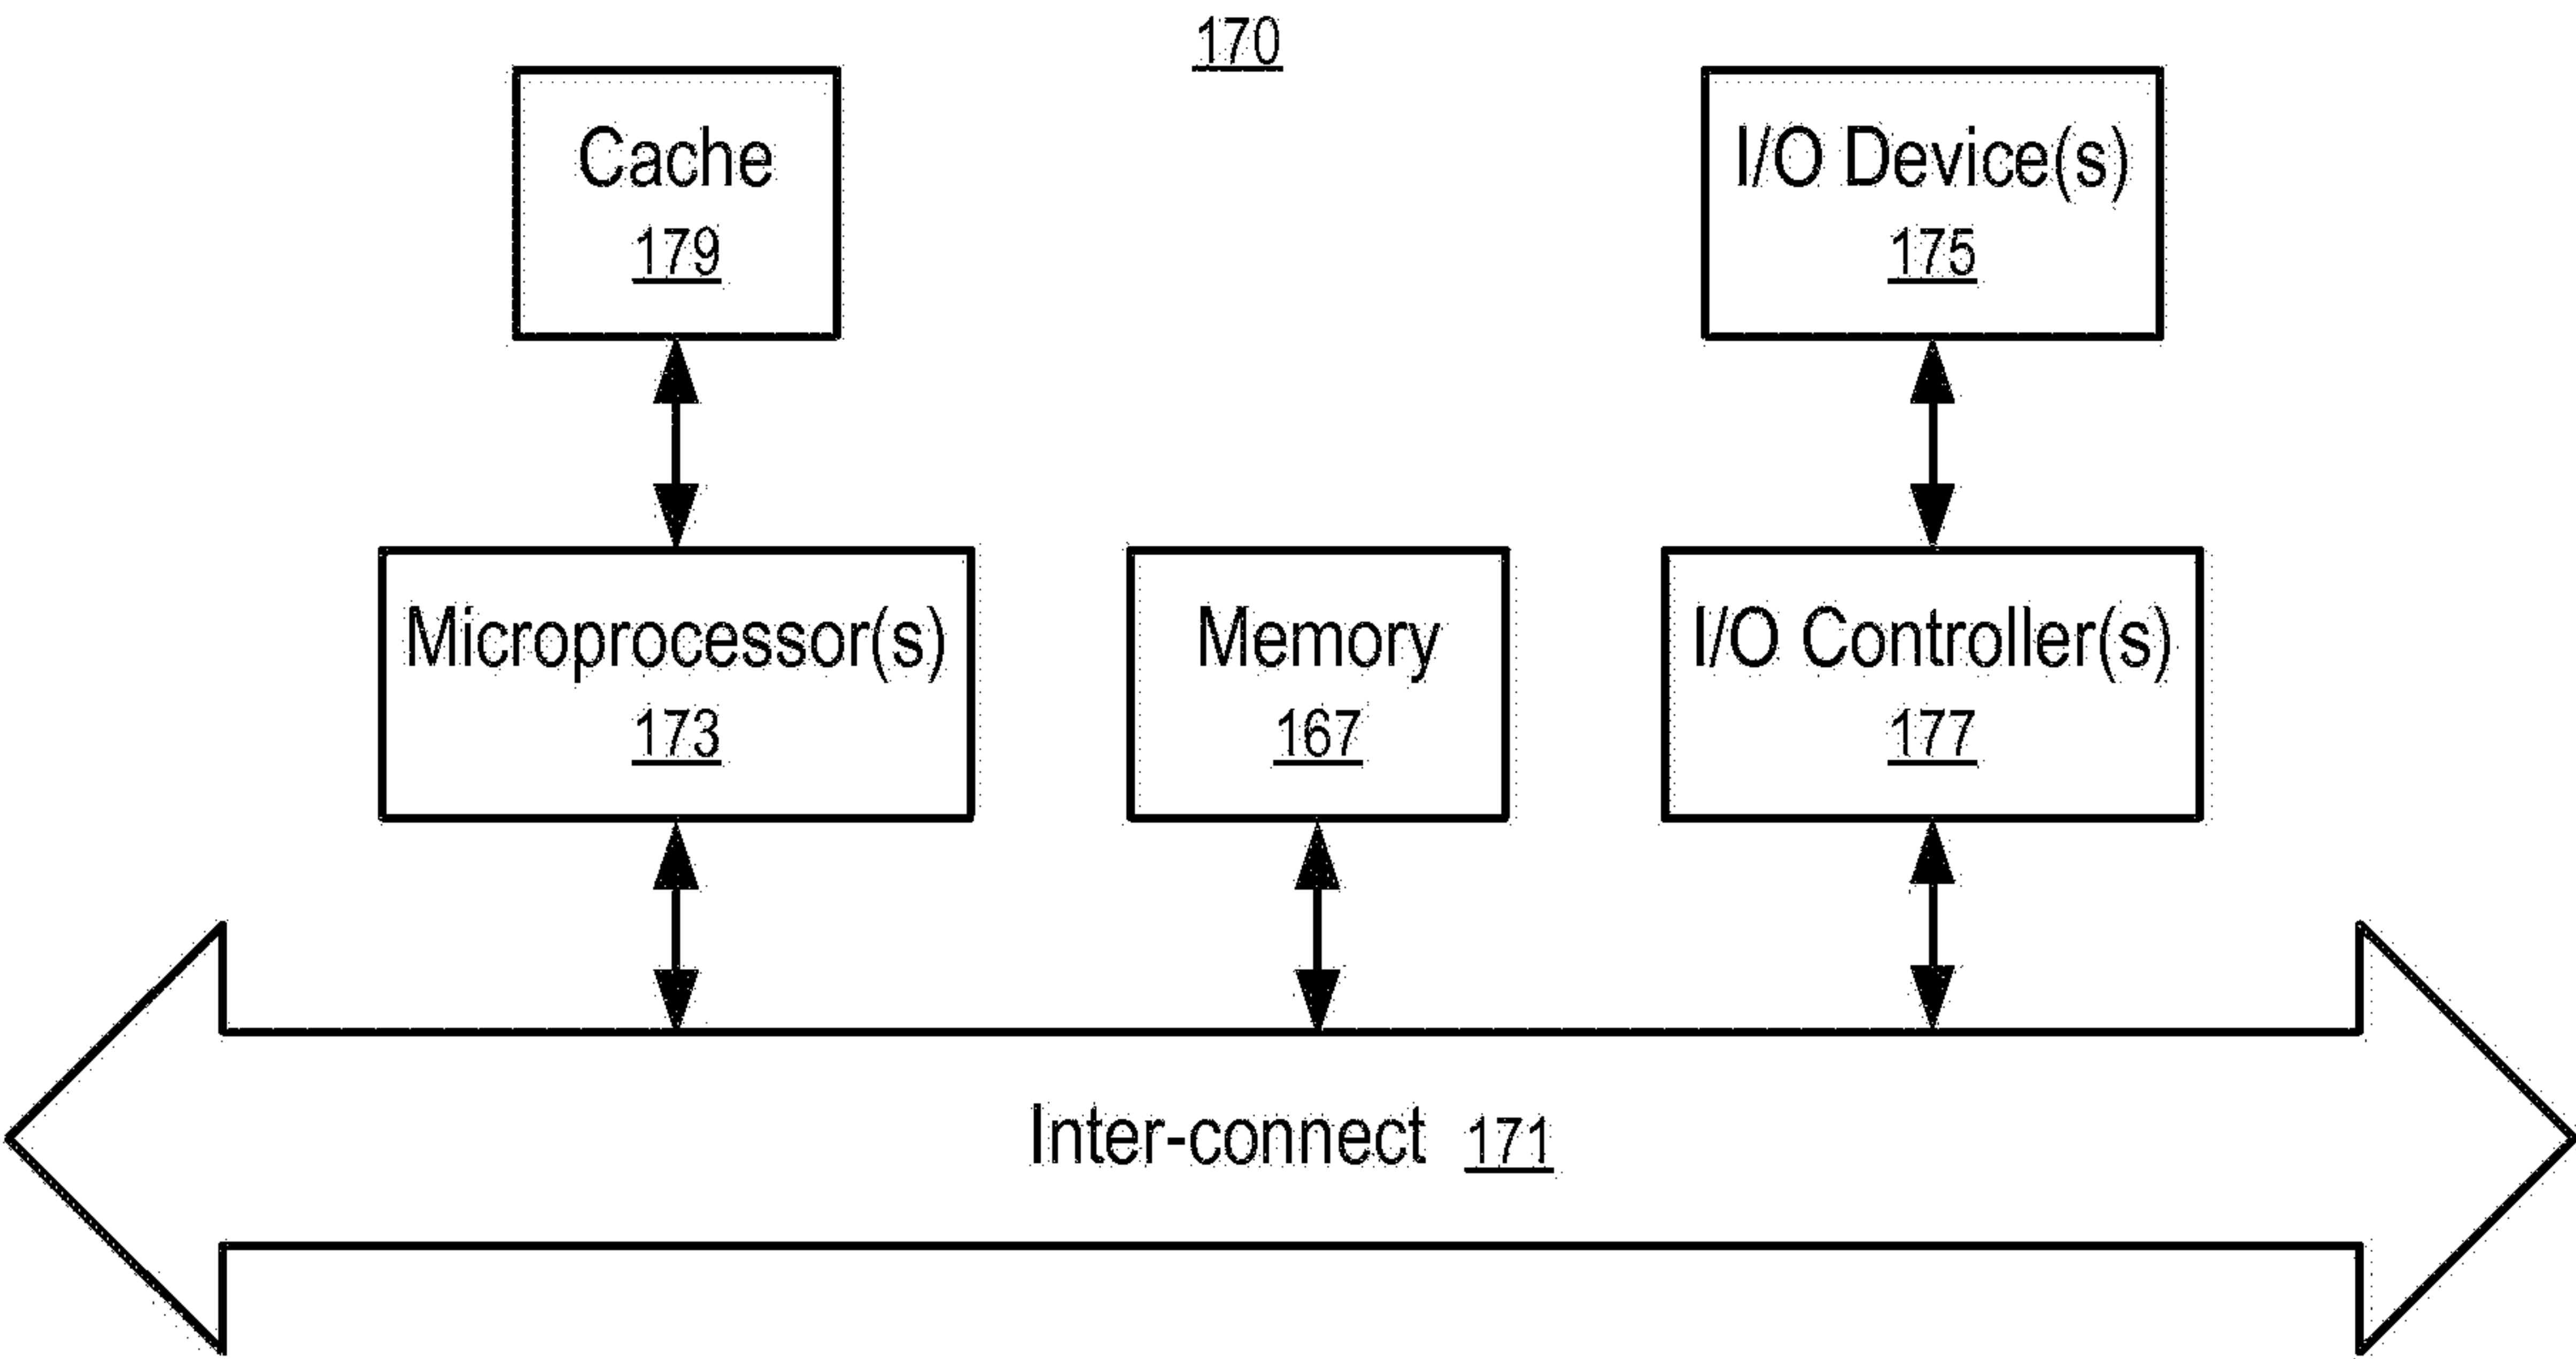 170
Cache
179
I/O Device(s)
175
Microprocessor(s)
173
Memory
167
I/O Controller(s)
177
Inter-connect 171